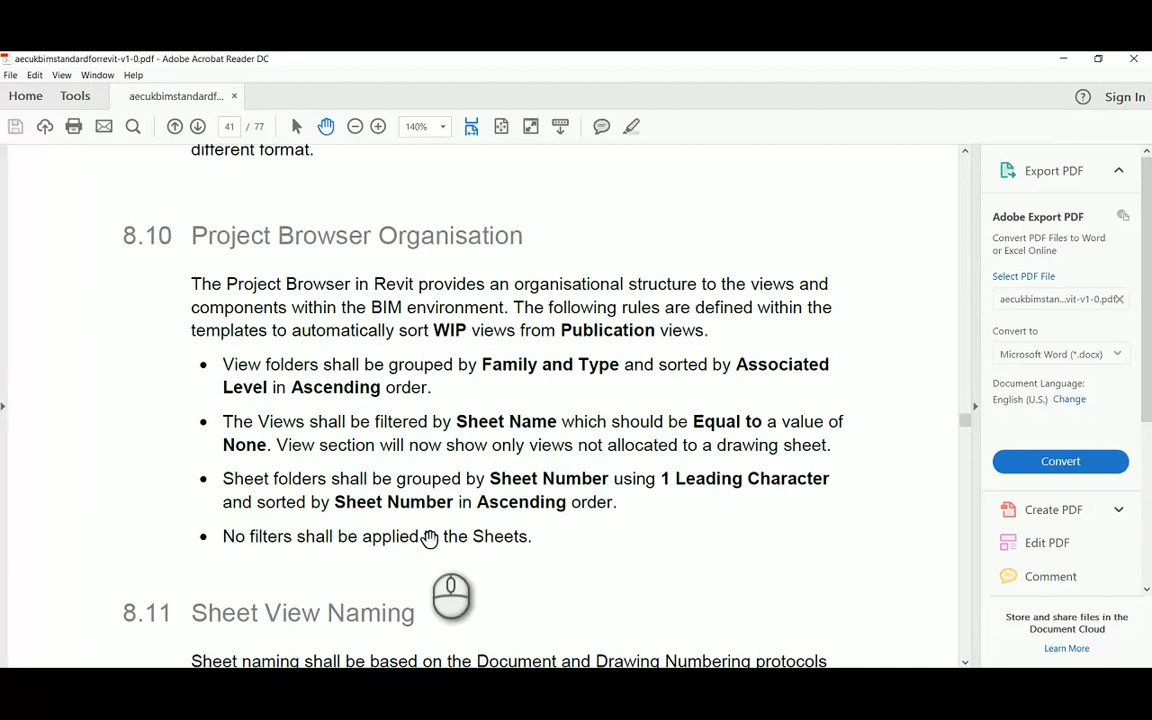 aecukbimstandardforrevit-v1-0.pdf - Adobe Acrobat Reader DC
File Edit View Window Help
Home Tools aecukbimstandardf... × Sign In
41 / 77 140%
different format.
8.10 Project Browser Organisation
The Project Browser in Revit provides an organisational structure to the views and
components within the BIM environment. The following rules are defined within the
templates to automatically sort WIP views from Publication views.
• View folders shall be grouped by Family and Type and sorted by Associated
Level in Ascending order.
• The Views shall be filtered by Sheet Name which should be Equal to a value of
None. View section will now show only views not allocated to a drawing sheet.
• Sheet folders shall be grouped by Sheet Number using 1 Leading Character
and sorted by Sheet Number in Ascending order.
• No filters shall be applied the Sheets.
8.11 Sheet View Naming
Sheet naming shall be based on the Document and Drawing Numbering protocols
Export PDF
Adobe Export PDF
Convert PDF Files to Word
or Excel Online
Select PDF File
aecukbimstan...vit-v1-0.pdf
Convert to
Microsoft Word (*.docx)
Document Language:
English (U.S.) Change
Convert
Create PDF
Edit PDF
Comment
Store and share files in the
Document Cloud
Learn More